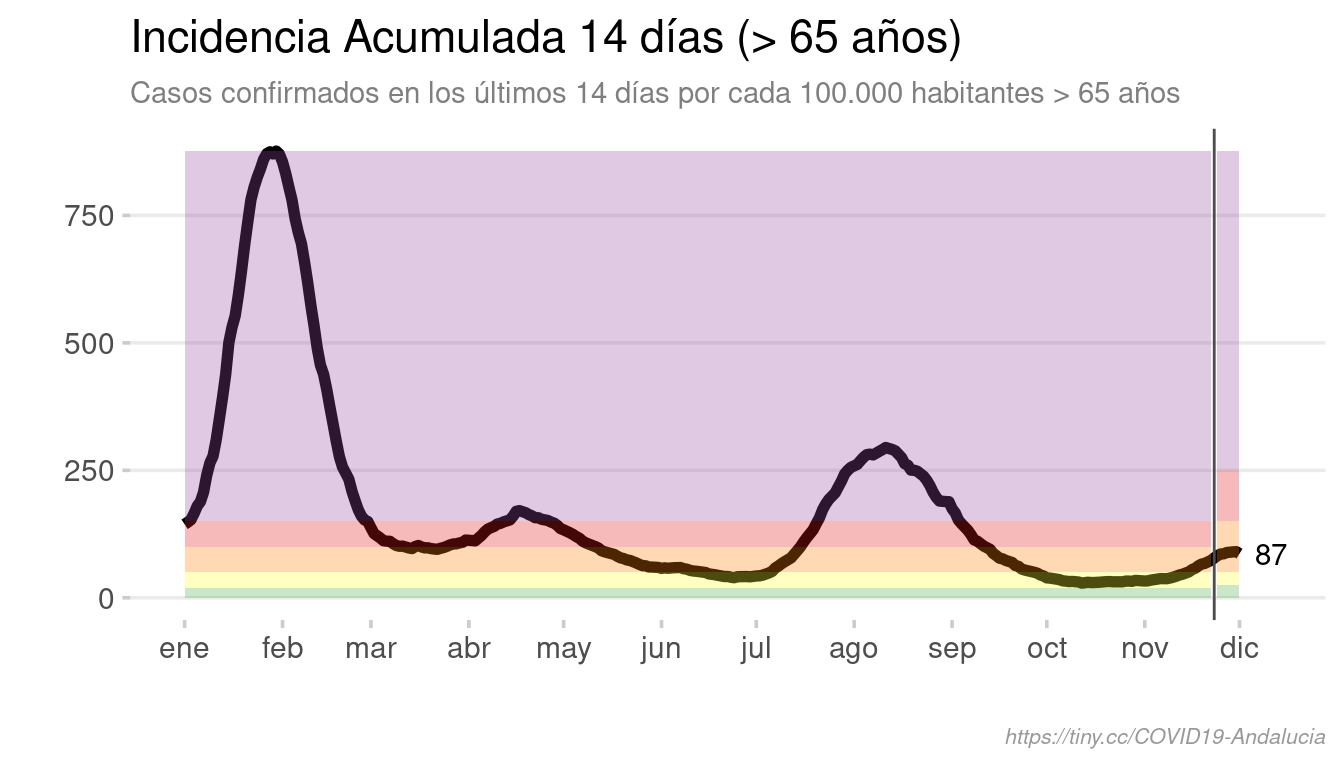 Incidencia Acumulada 14 días (> 65 años)
Casos confirmados en los últimos 14 días por cada 100.000 habitantes > 65 años
750
500
250
0
87
ene feb mar abr may jun jul ago sep oct nov dic
https://tiny.cc/COVID19-Andalucia